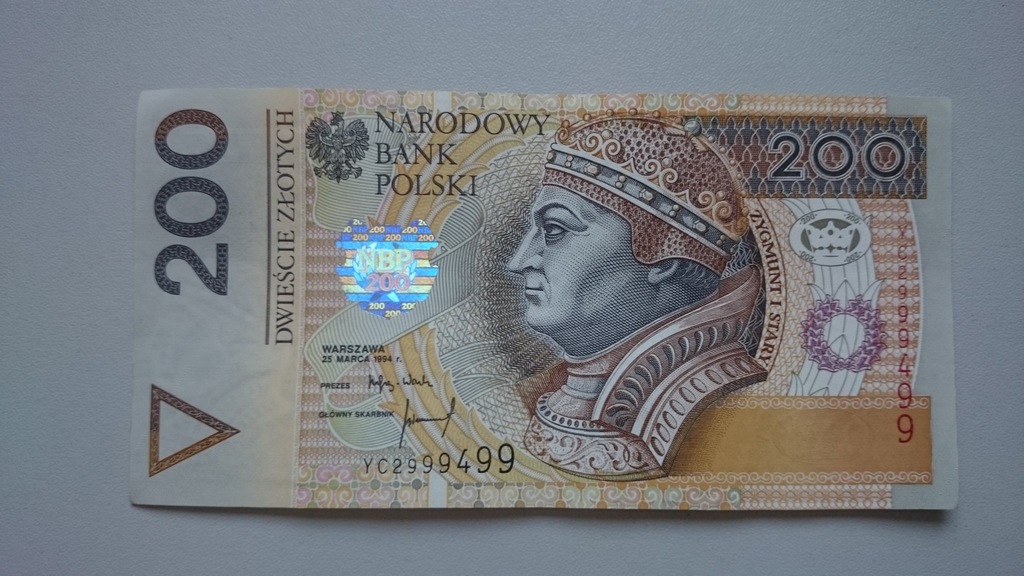 200
DWIEŚCIE ZŁOTYCH
NARODOWY
BANK
POLSKI
200
ZYGMUNT I STARY
NBP
200
WARSZAWA
25 MARCA 1994 r.
PREZES
GŁÓWNY SKARBNIK
YC2999499
YC2999499